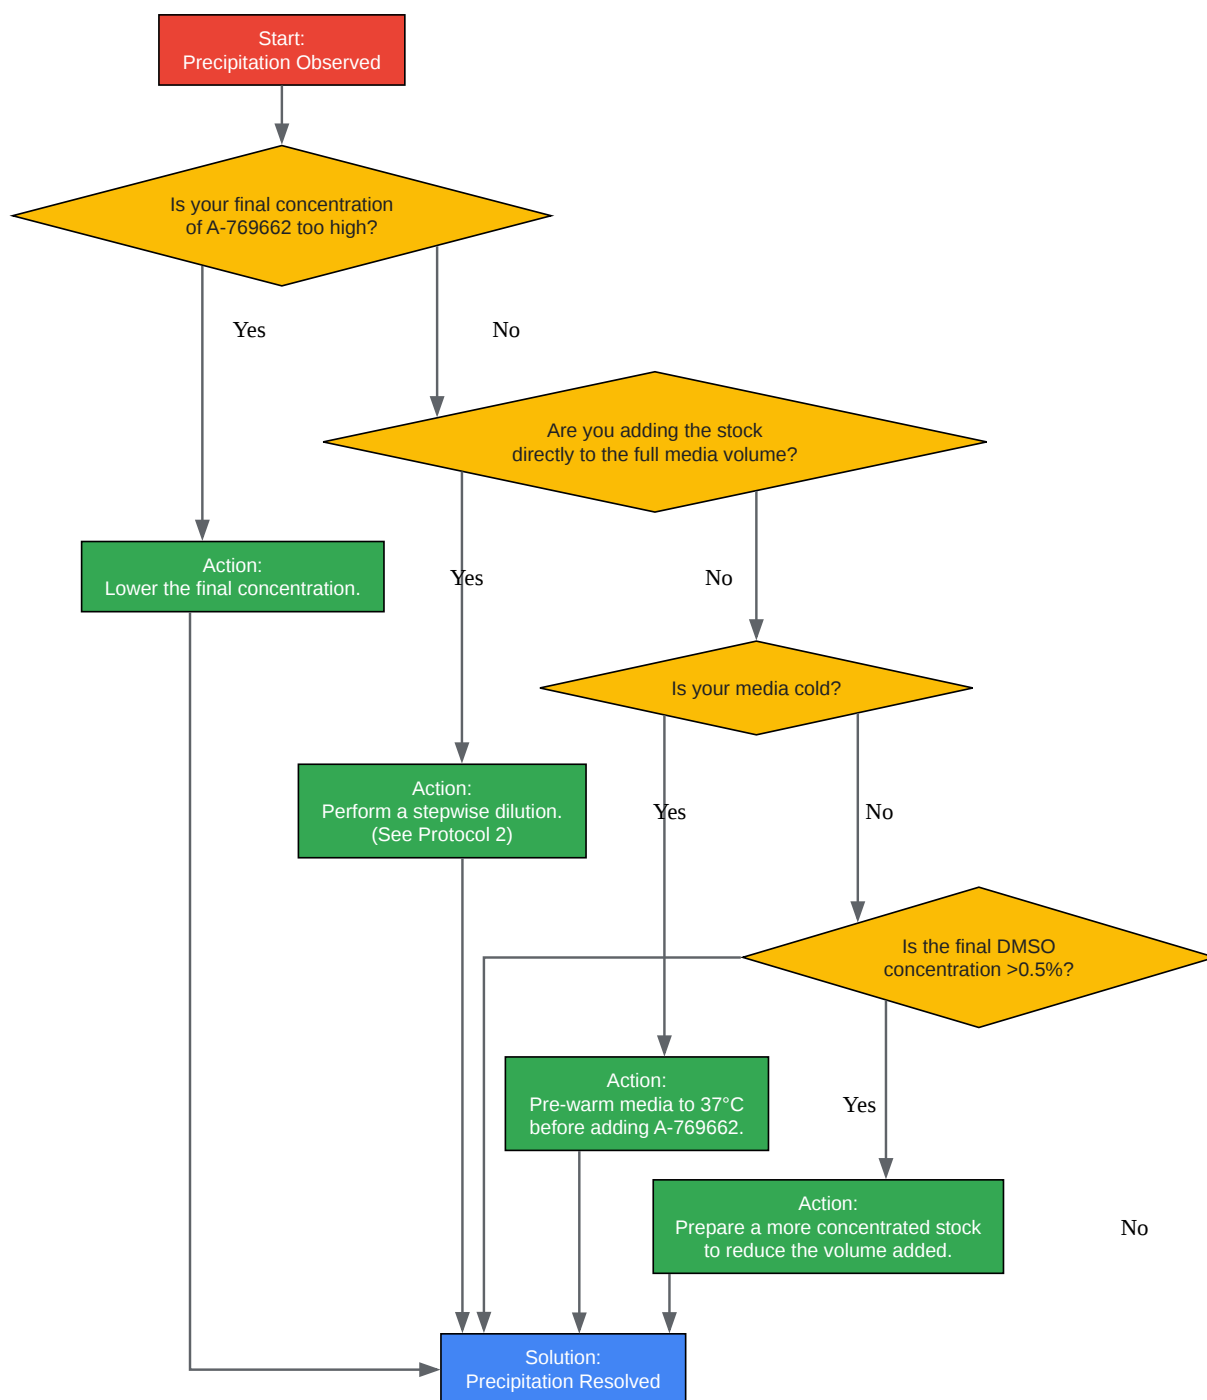 Start:
Precipitation Observed
Is your final concentration
of A-769662 too high?
Yes
No
Are you adding the stock
directly to the full media volume?
Action:
Lower the final concentration.
Yes
No
Is your media cold?
Action:
Perform a stepwise dilution.
(See Protocol 2)
Yes
No
Is the final DMSO
concentration >0.5%?
Action:
Pre-warm media to 37°C
before adding A-769662.
Yes
Action:
Prepare a more concentrated stock
to reduce the volume added.
No
Solution:
Precipitation Resolved